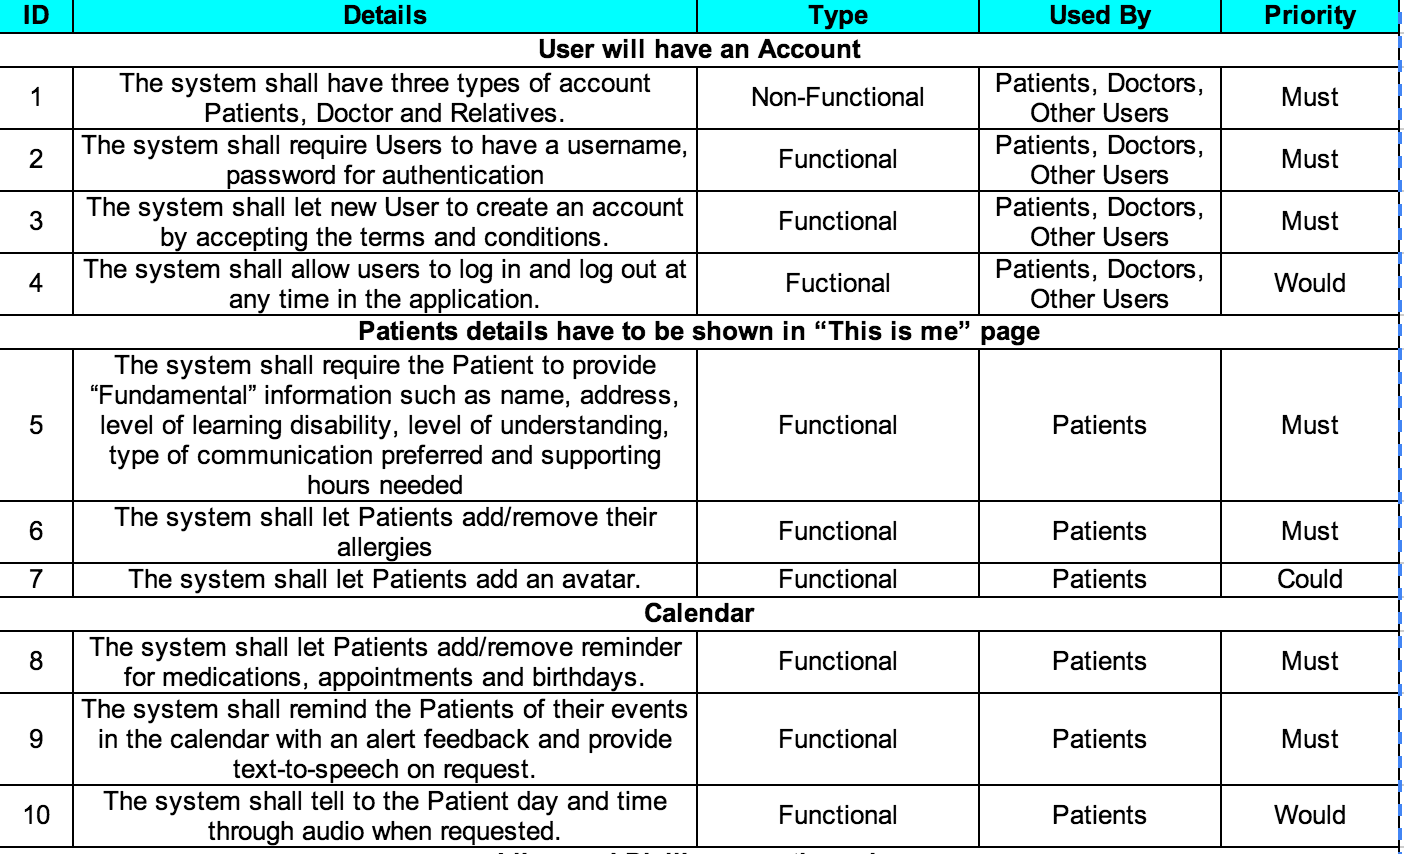 ID Details Type Used By Priority
User will have an Account
1 The system shall have three types of account Patients, Doctor and Relatives. Non-Functional Patients, Doctors, Other Users Must
2 The system shall require Users to have a username, password for authentication Functional Patients, Doctors, Other Users Must
3 The system shall let new User to create an account by accepting the terms and conditions. Functional Patients, Doctors, Other Users Must
4 The system shall allow users to log in and log out at any time in the application. Fuctional Patients, Doctors, Other Users Would
Patients details have to be shown in “This is me” page
5 The system shall require the Patient to provide “Fundamental” information such as name, address, level of learning disability, level of understanding, type of communication preferred and supporting hours needed Functional Patients Must
6 The system shall let Patients add/remove their allergies Functional Patients Must
7 The system shall let Patients add an avatar. Functional Patients Could
Calendar
8 The system shall let Patients add/remove reminder for medications, appointments and birthdays. Functional Patients Must
9 The system shall remind the Patients of their events in the calendar with an alert feedback and provide text-to-speech on request. Functional Patients Must
10 The system shall tell to the Patient day and time through audio when requested. Functional Patients Would